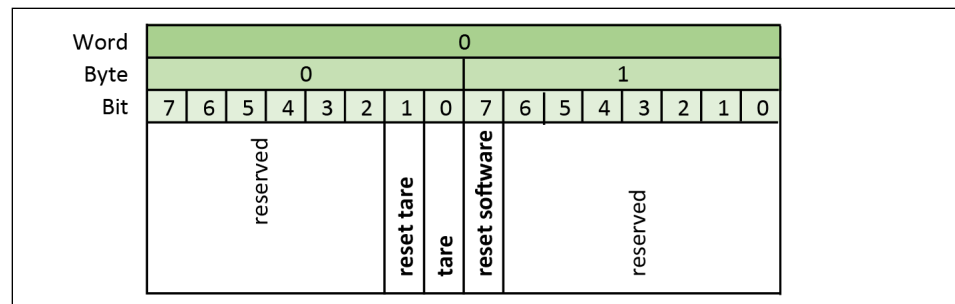 Word 0
Byte 0 1
Bit 7 6 5 4 3 2 1 0 7 6 5 4 3 2 1 0
reserved reset tare tare reset software reserved